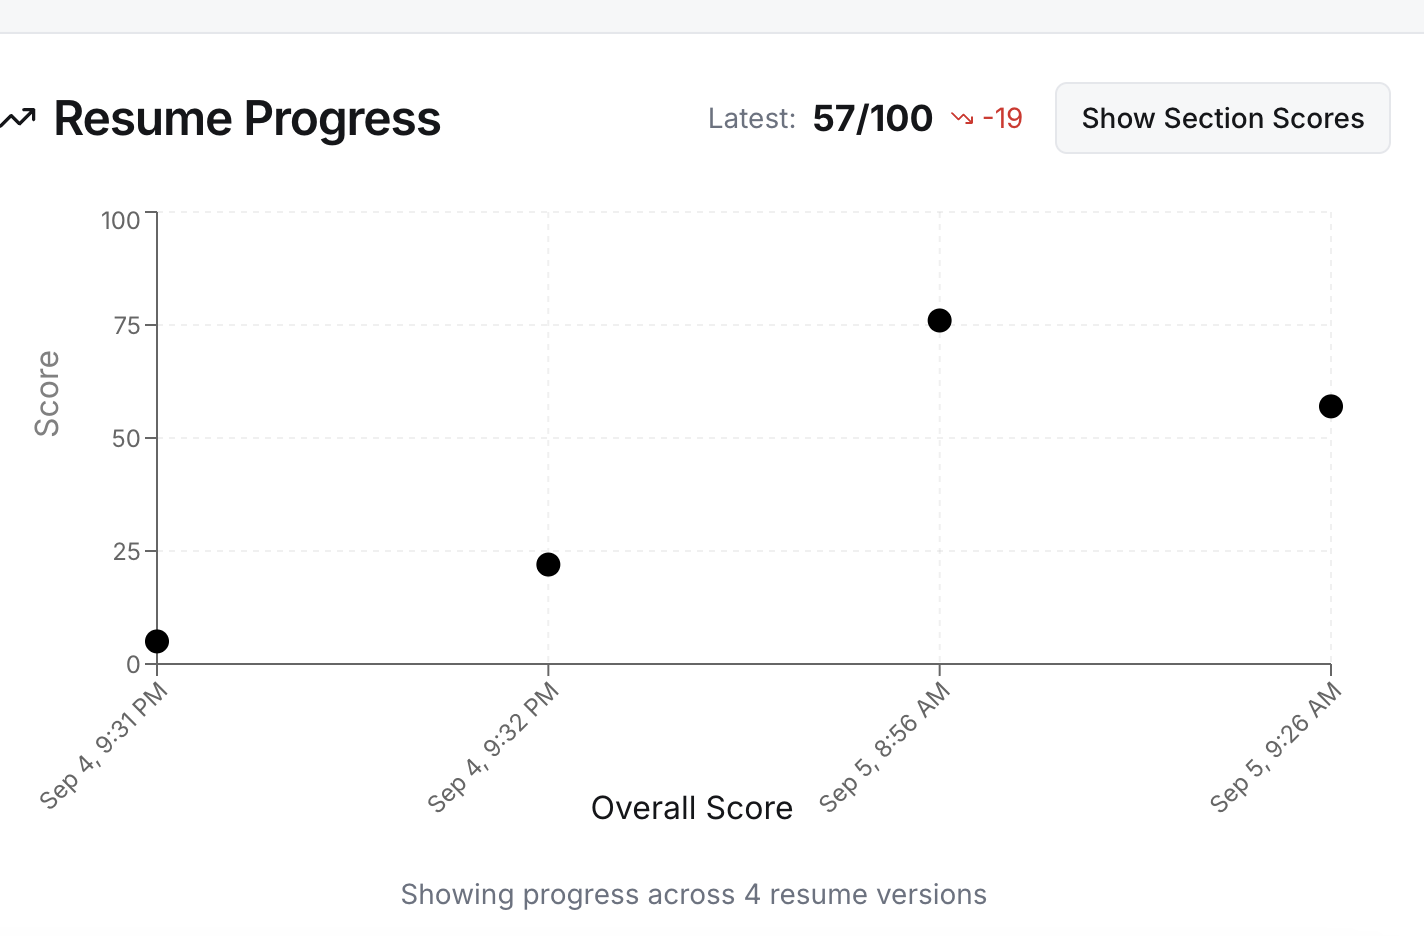 Resume Progress
Latest: 57/100 -19
Show Section Scores
Score
100
75
50
25
0
Sep 4, 9:31 PM
Sep 4, 9:32 PM
Sep 5, 8:56 AM
Sep 5, 9:26 AM
Overall Score
Showing progress across 4 resume versions